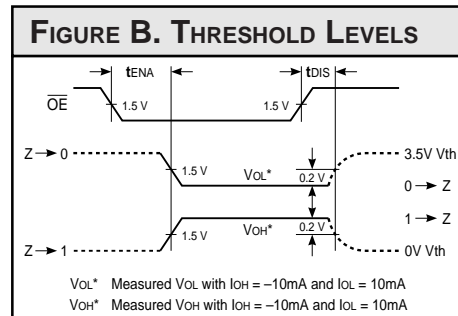 FIGURE B. THRESHOLD LEVELS
tENA
tDIS
OE
1.5 V
1.5 V
Z 0
3.5V Vth
1.5 V
VOL*
0.2 V
0 Z
1 Z
1.5 V
VOH*
0.2 V
Z 1
0V Vth
VOL* Measured VOL with IOH = –10mA and IOL = 10mA
VOH* Measured VOH with IOH = –10mA and IOL = 10mA